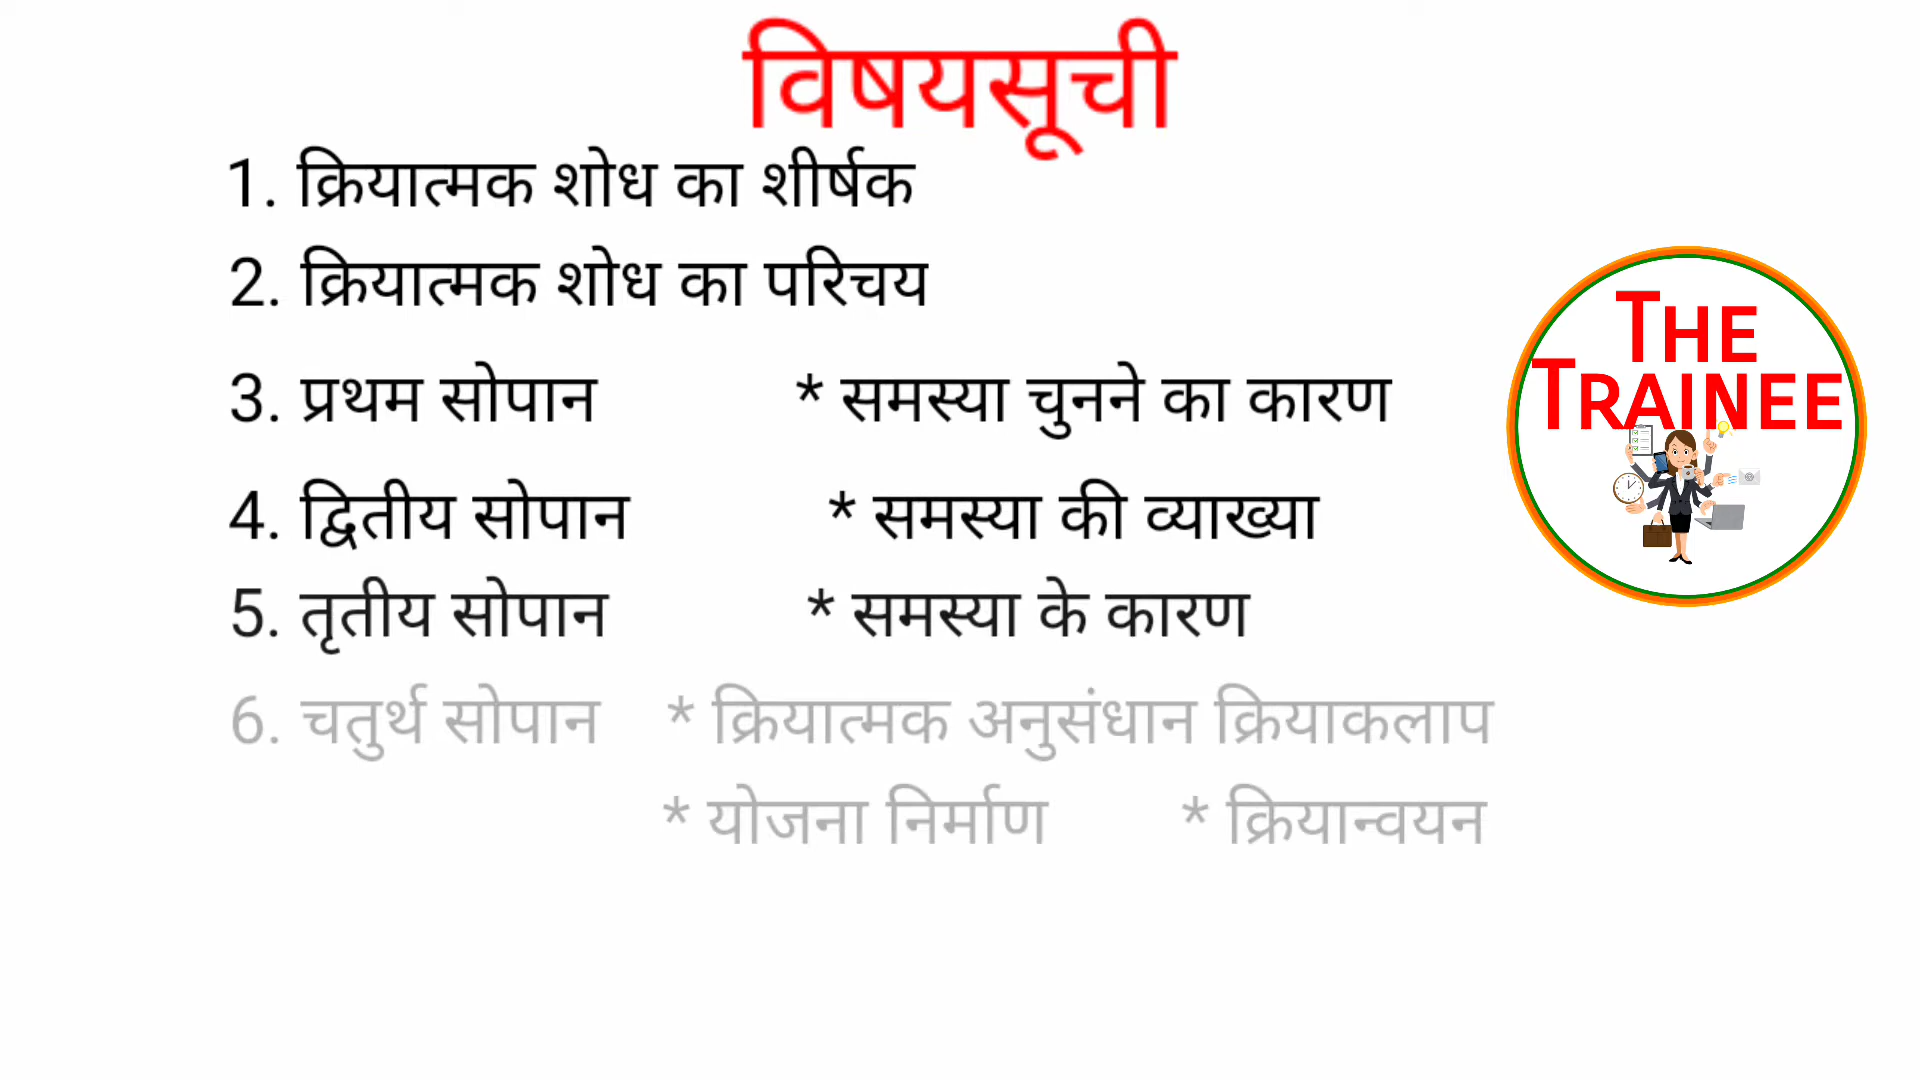 विषयसूची
1. क्रियात्मक शोध का शीर्षक
2. क्रियात्मक शोध का परिचय
3. प्रथम सोपान * समस्या चुनने का कारण
4. द्वितीय सोपान * समस्या की व्याख्या
5. तृतीय सोपान * समस्या के कारण
6. चतुर्थ सोपान * क्रियात्मक अनुसंधान क्रियाकलाप
* योजना निर्माण * क्रियान्वयन
THE
TRAINEE